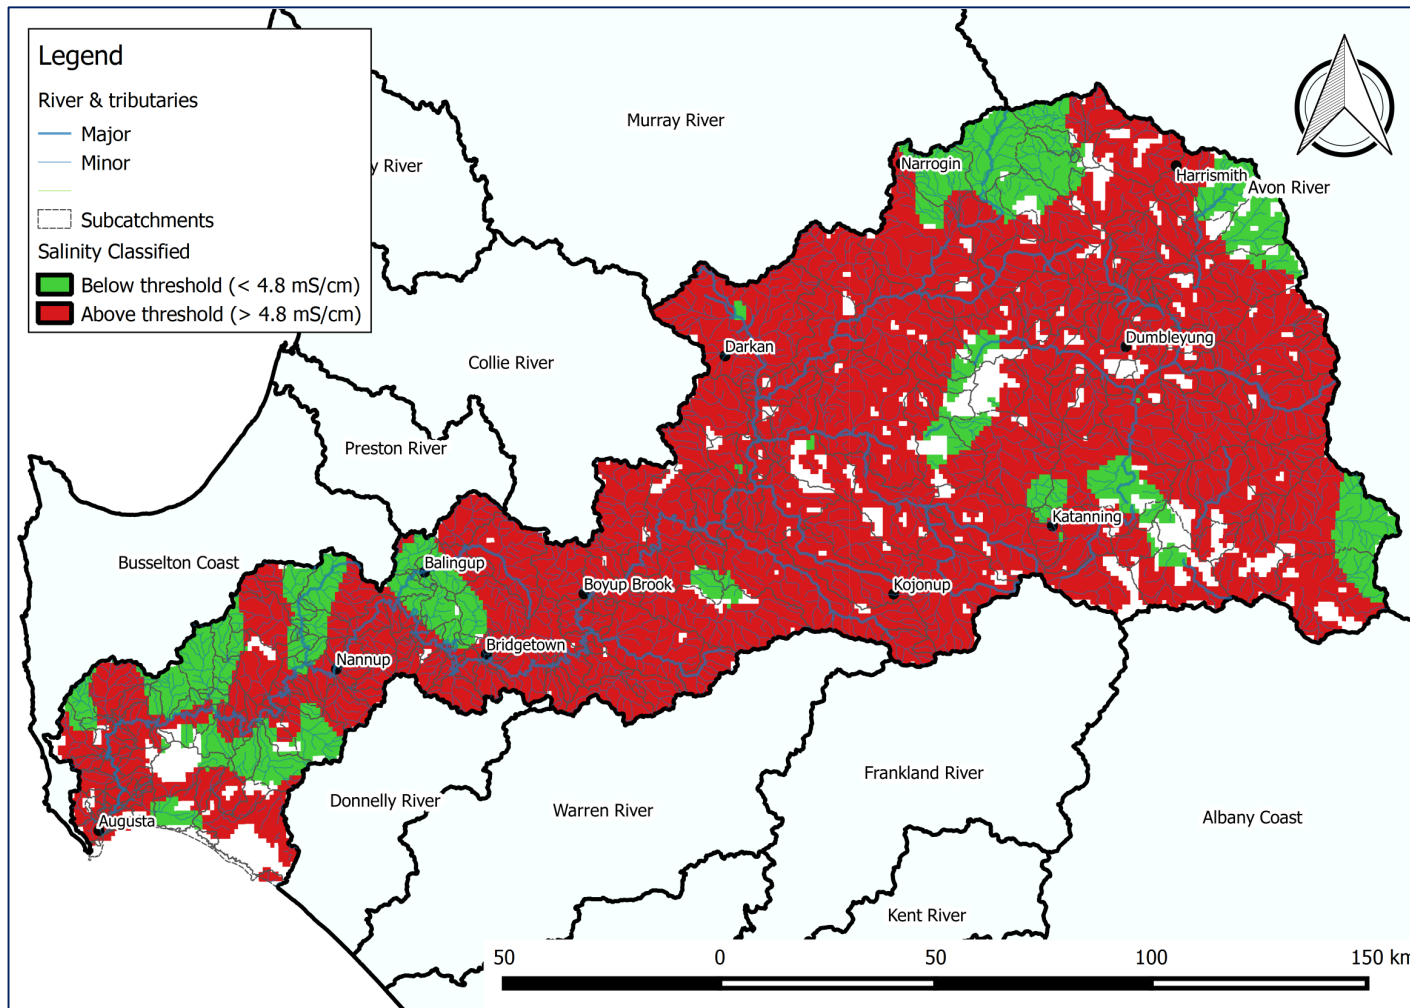 Legend
River & tributaries
Major
Minor
Subcatchments
Salinity Classified
Below threshold (< 4.8 mS/cm)
Above threshold (> 4.8 mS/cm)
Murray River
y River
Narrogin
Harrismith
Avon River
Collie River
Darkan
Dumbleyung
Preston River
Katanning
Busselton Coast
Balingup
Boyup Brook
Kojonup
Bridgetown
Nannup
Frankland River
Donnelly River
Warren River
Albany Coast
Augusta
Kent River
50 0 50 100 150 km